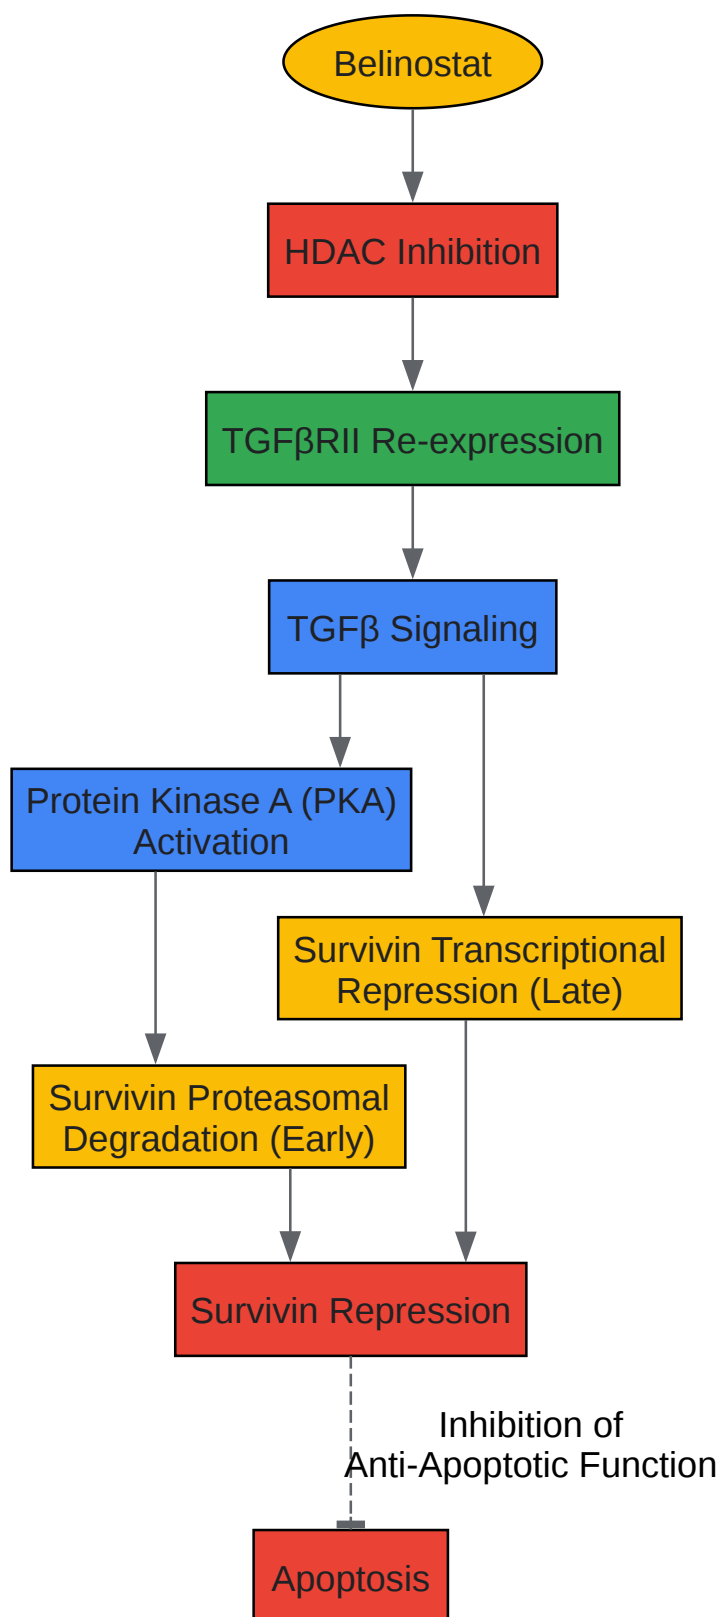 Belinostat
HDAC Inhibition
TGFβRII Re-expression
TGFβ Signaling
Protein Kinase A (PKA)
Activation
Survivin Transcriptional
Repression (Late)
Survivin Proteasomal
Degradation (Early)
Survivin Repression
Inhibition of
Anti-Apoptotic Function
Apoptosis